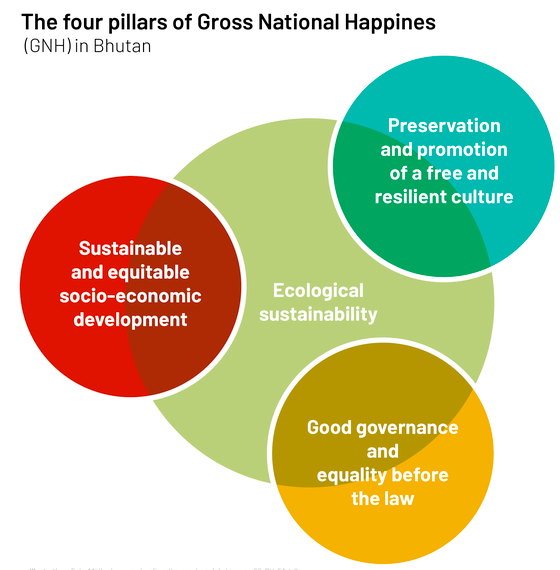 The four pillars of Gross National Happines
(GNH) in Bhutan
Preservation
and promotion
of a free and
resilient culture
Sustainable
and equitable
socio-economic
development
Ecological
sustainability
Good governance
and
equality before
the law